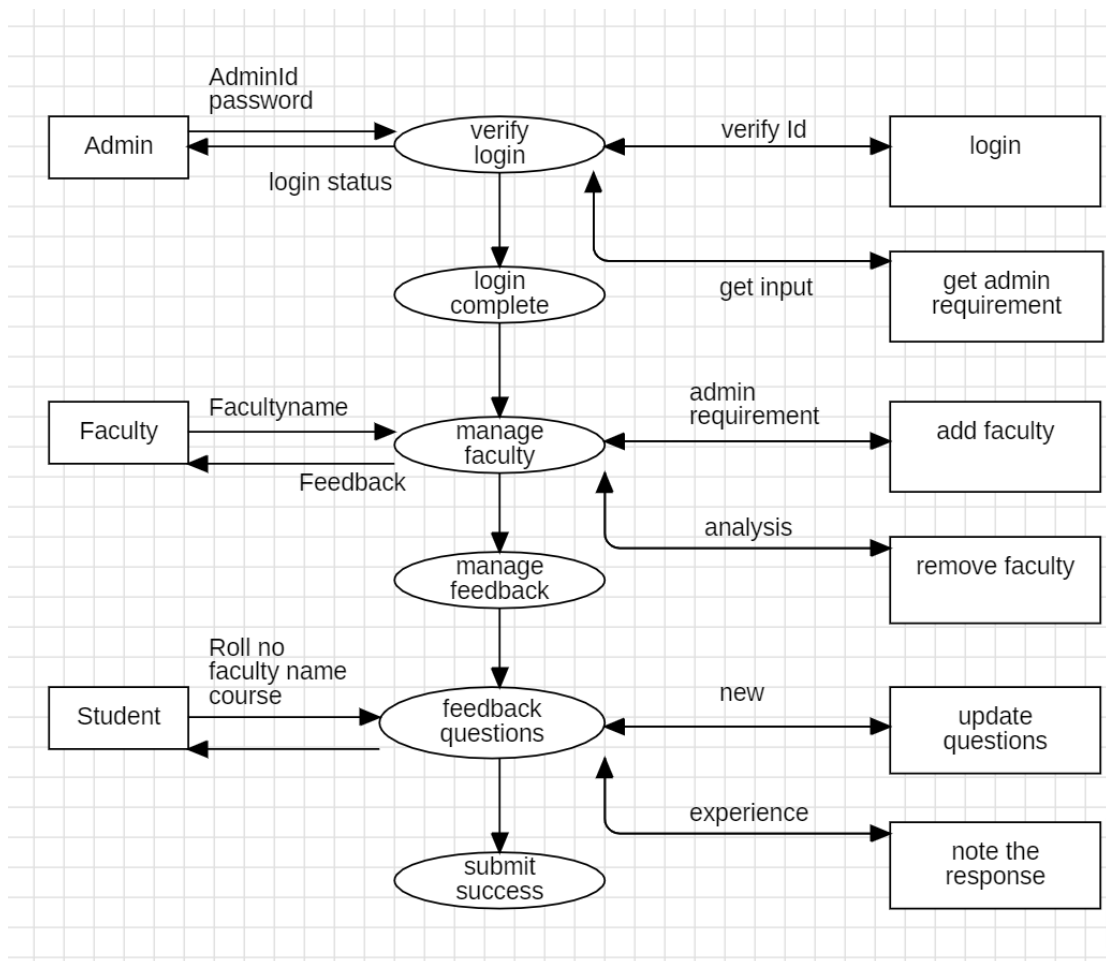 AdminId
password
Admin
verify
login
verify Id
login
login status
login
complete
get input
get admin
requirement
Faculty
Facultyname
manage
faculty
admin
requirement
add faculty
Feedback
analysis
manage
feedback
remove faculty
Roll no
faculty name
course
Student
feedback
questions
new
update
questions
experience
note the
response
submit
success